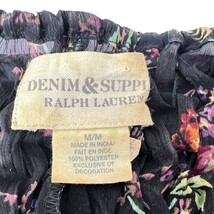 DENIM & SUPPL
RALPH LAUREN
M/M
MADE IN INDIA/
FAIT EN INDE
100% POLYESTER
EXCLUSIVE OF
DECORATION